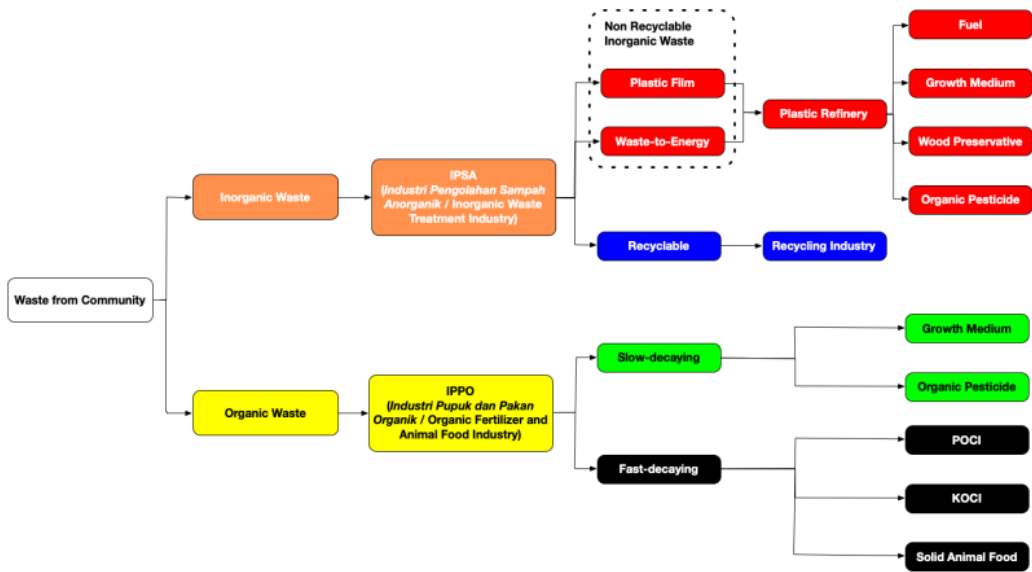 Non Recyclable
Inorganic Waste
Plastic Film
Waste-to-Energy
Plastic Refinery
Fuel
Growth Medium
Wood Preservative
Organic Pesticide
Inorganic Waste
IPSA
(Industri Pengolahan Sampah
Anorganik / Inorganic Waste
Treatment Industry)
Recyclable
Recycling Industry
Waste from Community
Organic Waste
IPPO
(Industri Pupuk dan Pakan
Organik / Organic Fertilizer and
Animal Food Industry)
Slow-decaying
Growth Medium
Organic Pesticide
Fast-decaying
POCI
KOCI
Solid Animal Food